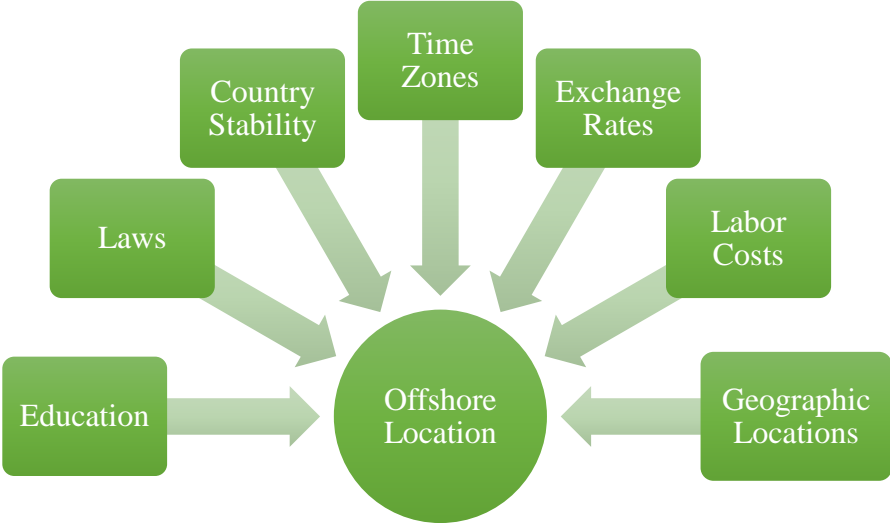 Time
Zones
Country
Stability
Exchange
Rates
Laws
Labor
Costs
Education
Offshore
Location
Geographic
Locations